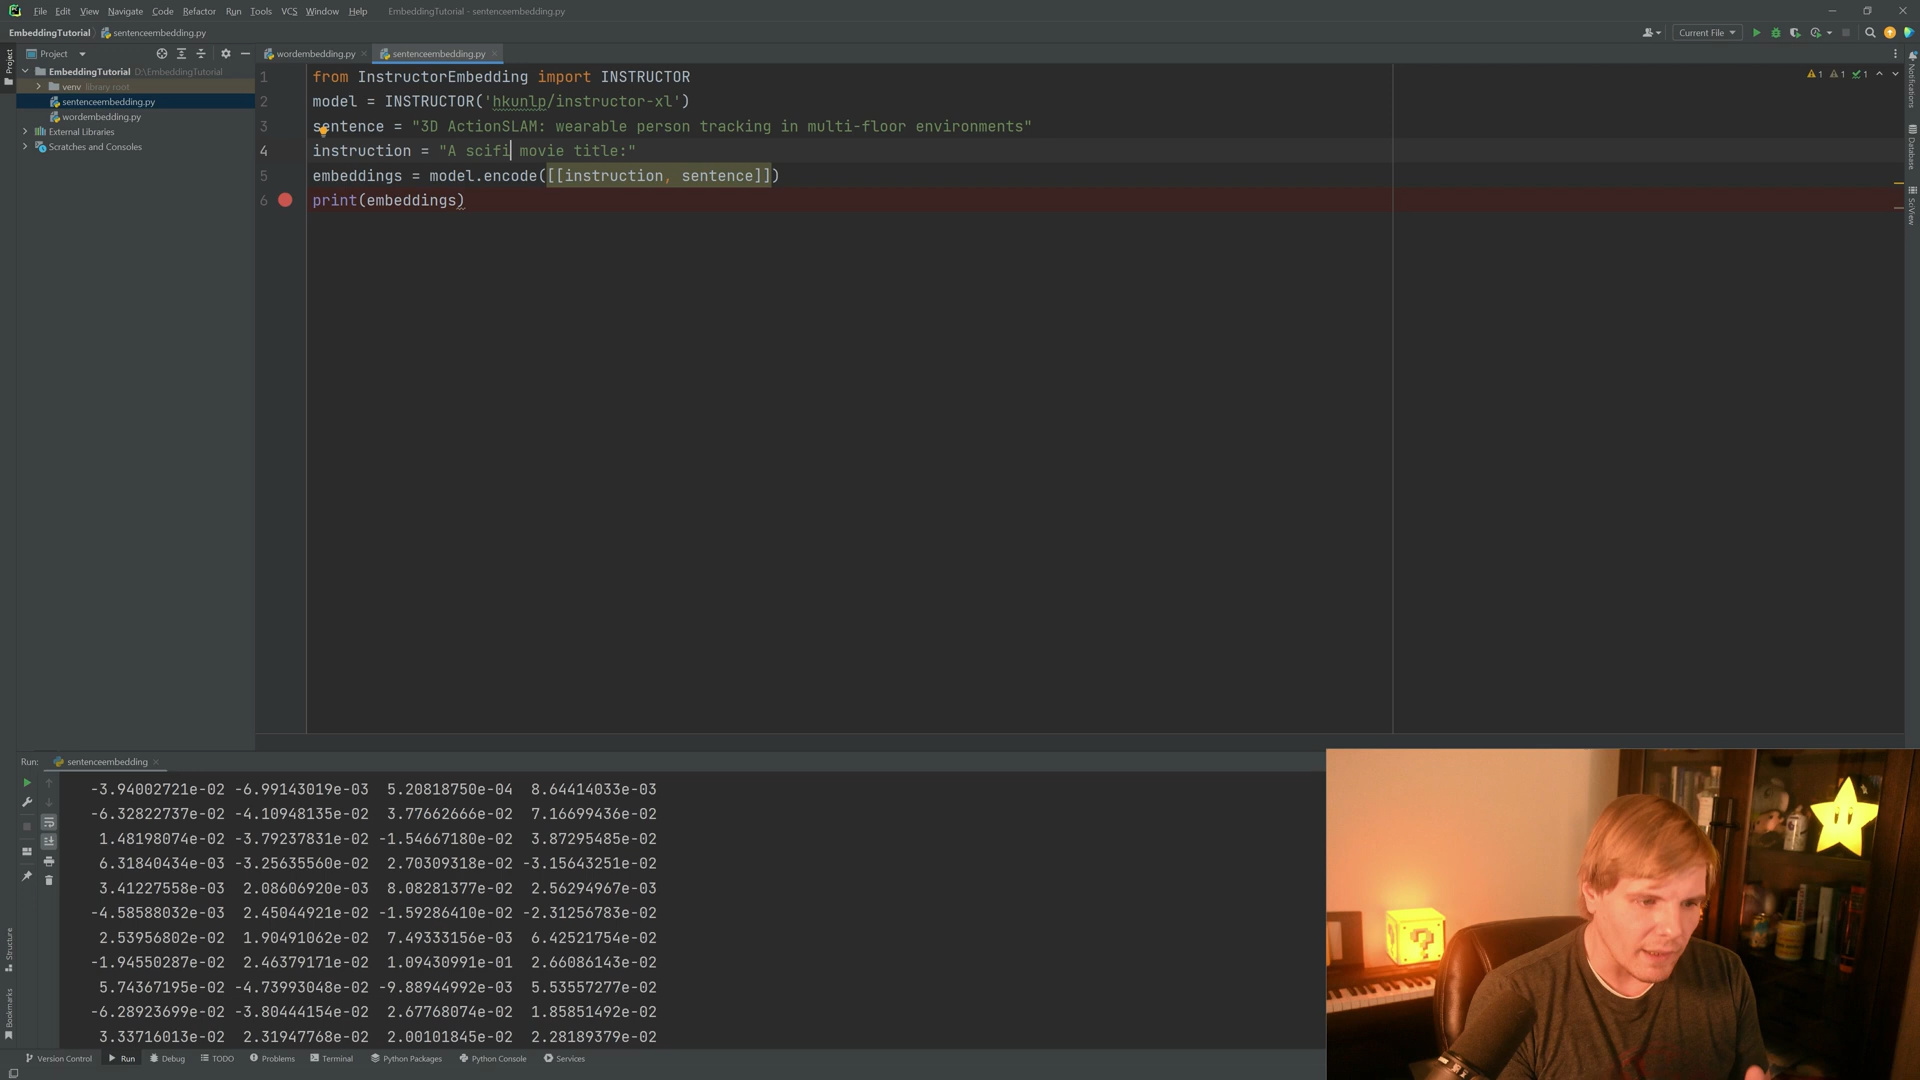 File Edit View Navigate Code Refactor Run Tools VCS Window Help EmbeddingTutorial - sentenceembedding.py
EmbeddingTutorial sentenceembedding.py Current File
Project wordembedding.py sentenceembedding.py
Project
EmbeddingTutorial D:\EmbeddingTutorial
venv library root
sentenceembedding.py
wordembedding.py
External Libraries
Scratches and Consoles
1 from InstructorEmbedding import INSTRUCTOR
2 model = INSTRUCTOR('hkunlp/instructor-xl')
3 sentence = "3D ActionSLAM: wearable person tracking in multi-floor environments"
4 instruction = "A scifi movie title:"
5 embeddings = model.encode([[instruction, sentence]])
6 print(embeddings)
1 1 1
Notifications
Database
SciView
Run: sentenceembedding
-3.94002721e-02 -6.99143019e-03 5.20818750e-04 8.64414033e-03
-6.32822737e-02 -4.10948135e-02 3.77662666e-02 7.16699436e-02
1.48198074e-02 -3.79237831e-02 -1.54667180e-02 3.87295485e-02
6.31840434e-03 -3.25635560e-02 2.70309318e-02 -3.15643251e-02
3.41227558e-03 2.08606920e-03 8.08281377e-02 2.56294967e-03
-4.58588032e-03 2.45044921e-02 -1.59286410e-02 -2.31256783e-02
2.53956802e-02 1.90491062e-02 7.49333156e-03 6.42521754e-02
-1.94550287e-02 2.46379171e-02 1.09430991e-01 2.66086143e-02
5.74367195e-02 -4.73993048e-02 -9.88944992e-03 5.53557277e-02
-6.28923699e-02 -3.80444154e-02 2.67768074e-02 1.85851492e-02
3.33716013e-02 2.31947768e-02 2.00101845e-02 2.28189379e-02
Structure
Bookmarks
Version Control Run Debug TODO Problems Terminal Python Packages Python Console Services